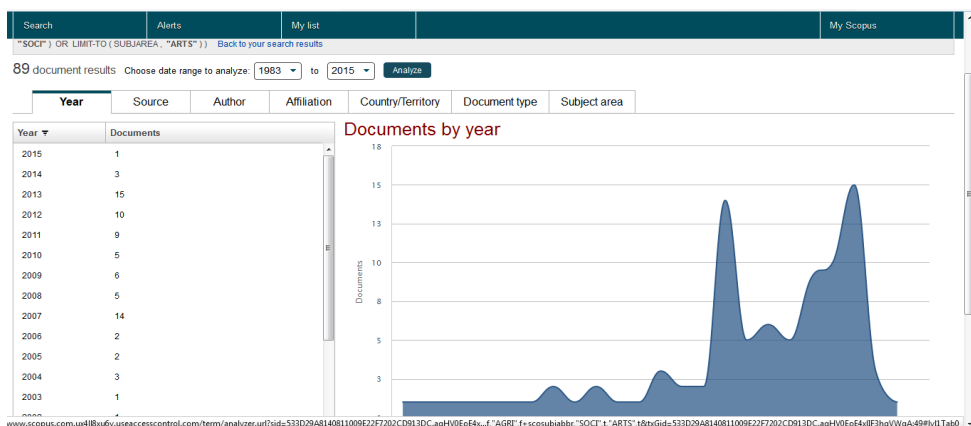 Search Alerts My list My Scopus
"SOCI" ) OR LIMIT-TO ( SUBJAREA , "ARTS" ) ) Back to your search results
89 document results Choose date range to analyze: 1983 to 2015 Analyze
Year Source Author Affiliation Country/Territory Document type Subject area
Year Documents
2015 1
2014 3
2013 15
2012 10
2011 9
2010 5
2009 6
2008 5
2007 14
2006 2
2005 2
2004 3
2003 1
Documents by year
18
15
13
10
8
5
3
Documents